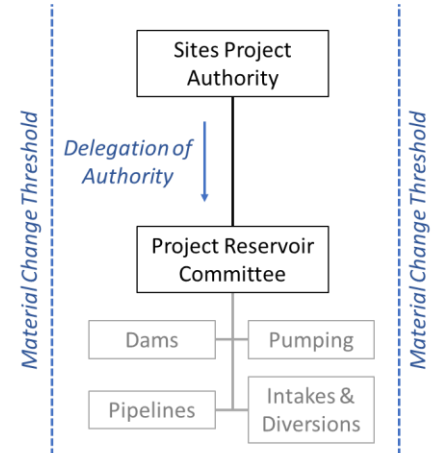 Material Change Threshold
Sites Project
Authority
Material Change Threshold
Delegation of
Authority
Project Reservoir
Committee
Dams
Pumping
Pipelines
Intakes &
Diversions